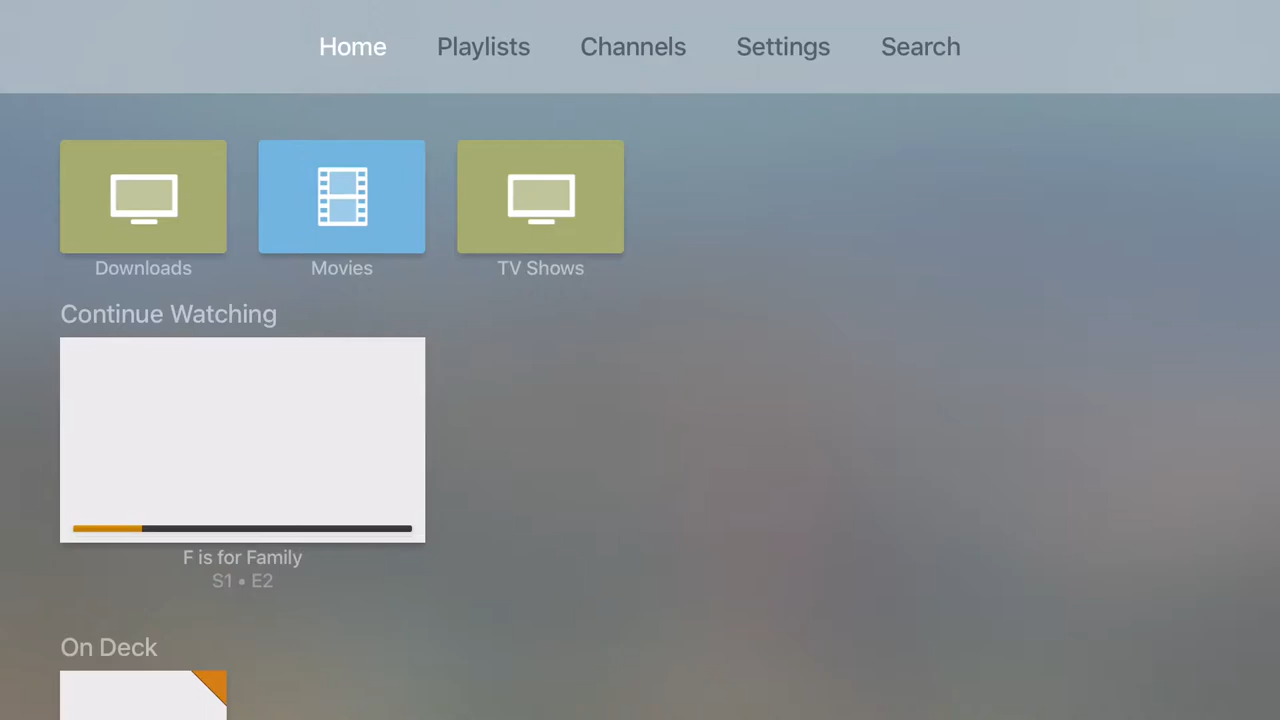 Home Playlists Channels Settings Search
Downloads Movies TV Shows
Continue Watching
F is for Family
S1 • E2
On Deck